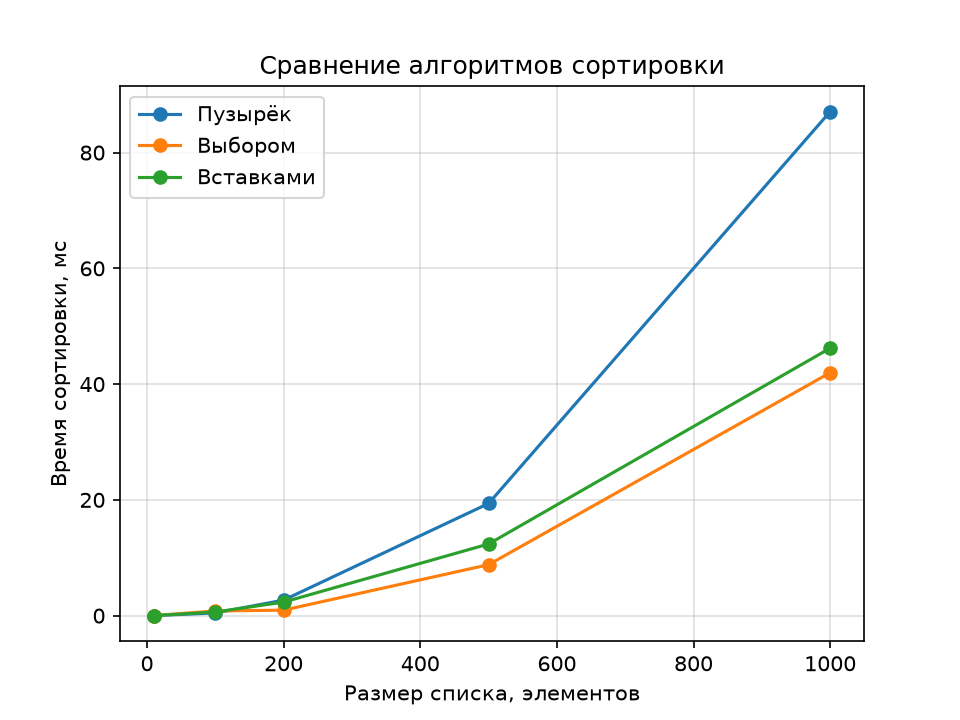 Сравнение алгоритмов сортировки
Пузырёк
Выбором
Вставками
Время сортировки, мс
80
60
40
20
0
0 200 400 600 800 1000
Размер списка, элементов